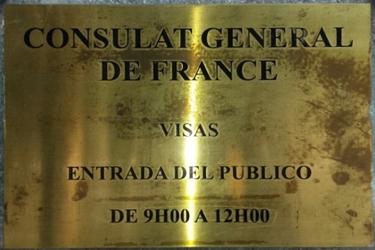 CONSULAT GENERAL
DE FRANCE
VISAS
ENTRADA DEL PUBLICO
DE 9H00 A 12H00